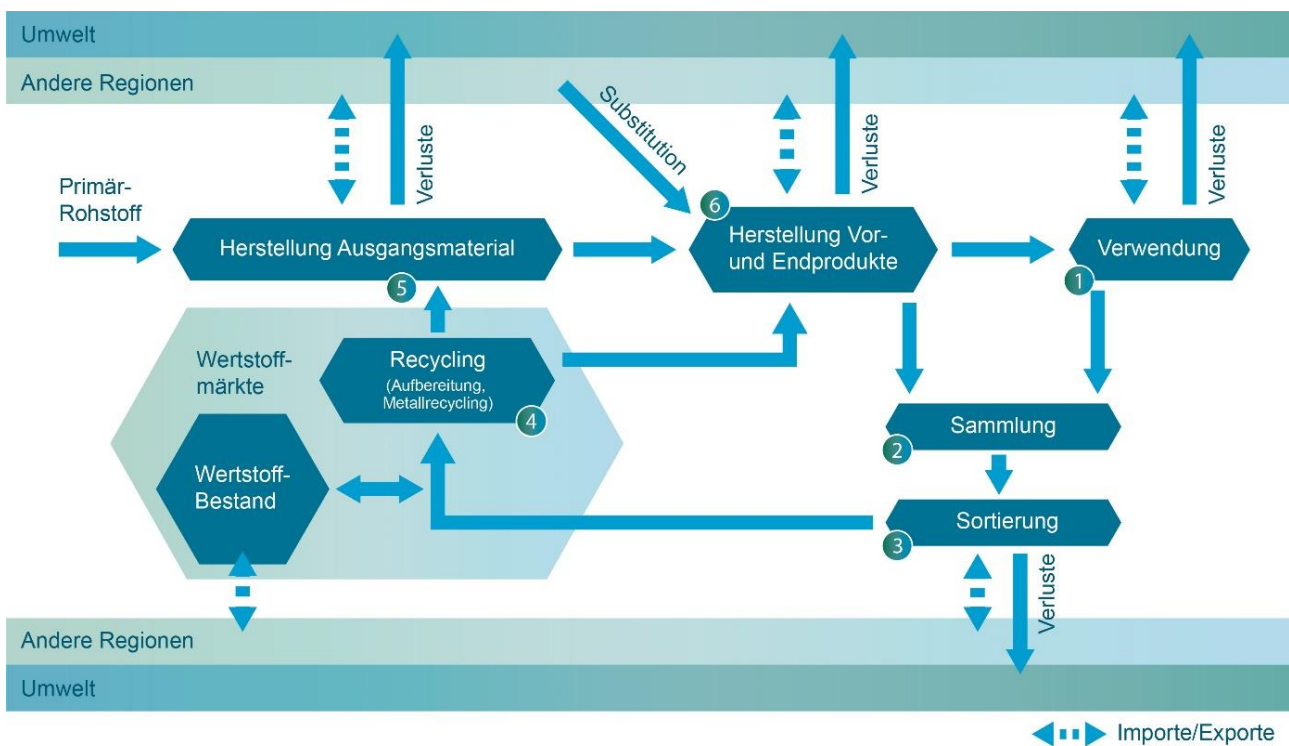 Umwelt
Andere Regionen
Verluste
Substitution
Verluste
Verluste
Primär-
Rohstoff
Herstellung Ausgangsmaterial
5
6
Herstellung Vor-
und Endprodukte
Verwendung
1
Wertstoff-
märkte
Recycling
(Aufbereitung,
Metallrecycling)
4
Sammlung
2
Wertstoff-
Bestand
Sortierung
3
Verluste
Andere Regionen
Umwelt
Importe/Exporte